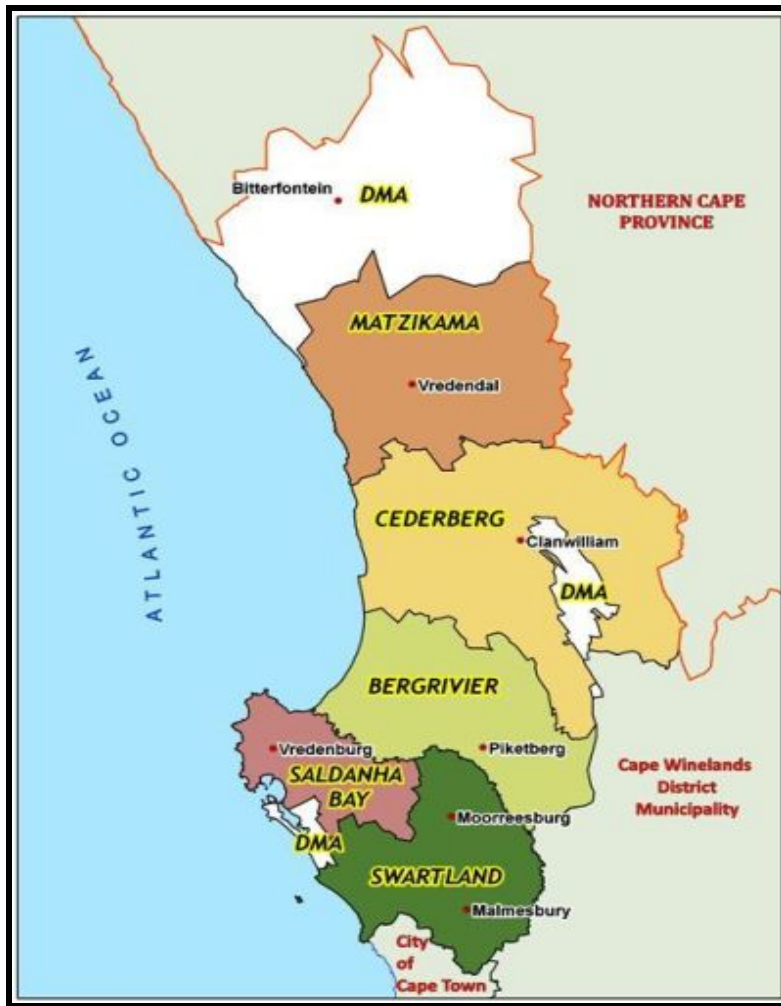 Bitterfontein
DMA
NORTHERN CAPE
PROVINCE
MATZIKAMA
Vredendal
ATLANTIC OCEAN
CEDERBERG
Clanwilliam
DMA
BERGRIVIER
Vredenburg
Piketberg
SALDANHA
BAY
Cape Winelands
District
Municipality
Moorreesburg
DMA
SWARTLAND
Malmesbury
City
of
Cape Town